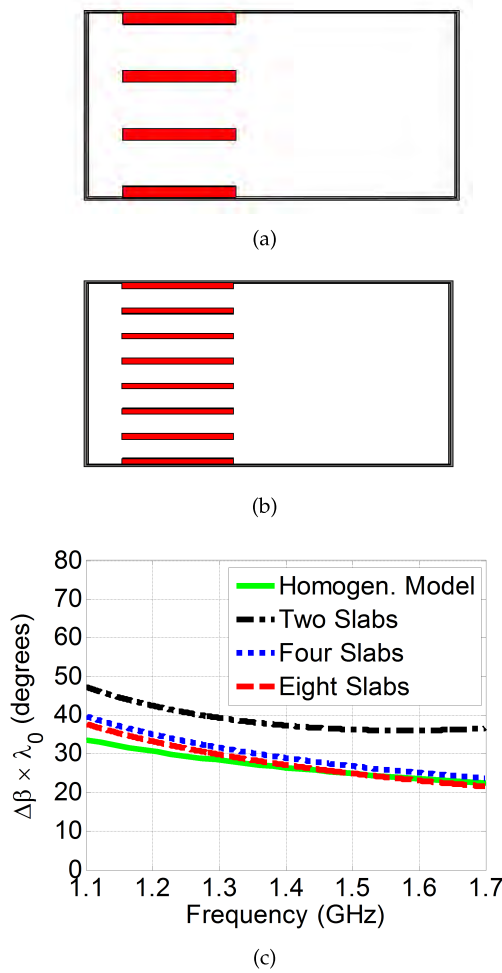 (a)
(b)
80
70
60
50
40
30
20
10
0
Δβ × λ₀ (degrees)
Homogen. Model
Two Slabs
Four Slabs
Eight Slabs
1.1 1.2 1.3 1.4 1.5 1.6 1.7
Frequency (GHz)
(c)